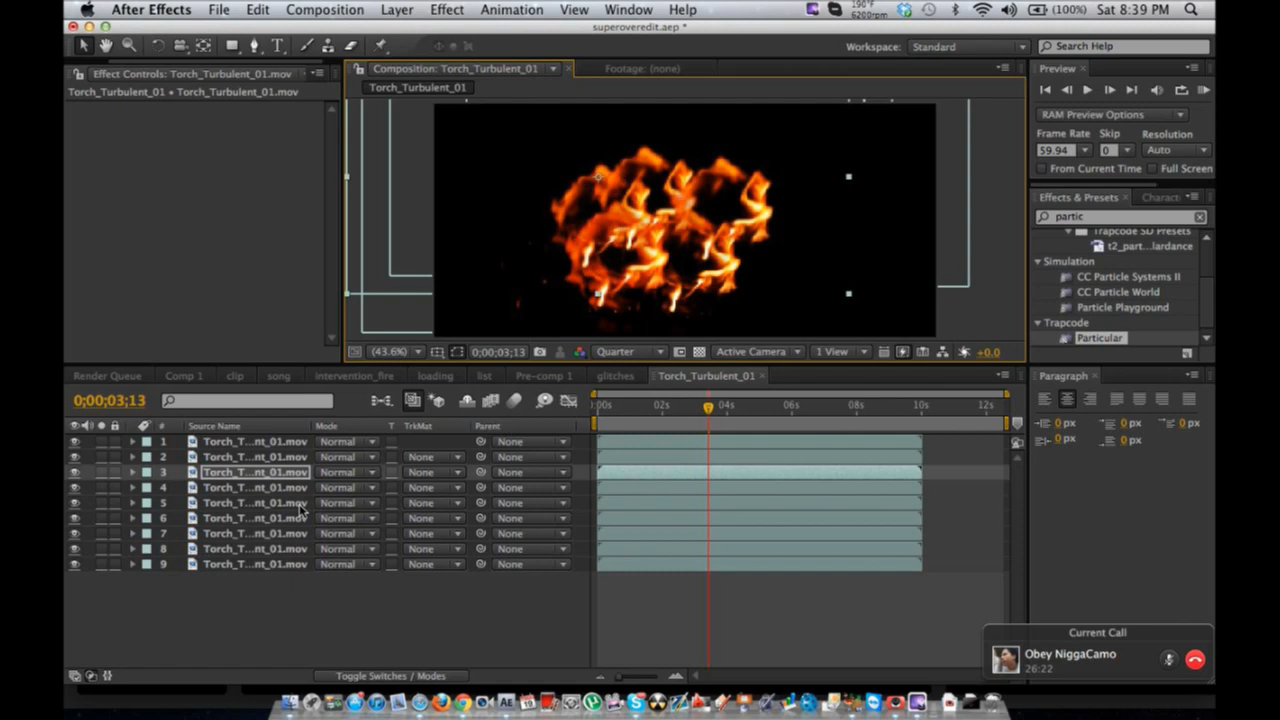 After Effects File Edit Composition Layer Effect Animation View Window Help 190°F 6200rpm (100%) Sat 8:39 PM
superoveredit.aep *
Workspace: Standard Search Help
Effect Controls: Torch_Turbulent_01.mov Composition: Torch_Turbulent_01 Footage: (none) Preview
Torch_Turbulent_01 • Torch_Turbulent_01.mov Torch_Turbulent_01
RAM Preview Options
Frame Rate Skip Resolution
59.94 0 Auto
From Current Time Full Screen
Effects & Presets Charact
partic
Trapcode SD Presets
t2_part...lardance
Simulation
CC Particle Systems II
CC Particle World
Particle Playground
Trapcode
Particular
(43.6%) 0;00;03;13 Quarter Active Camera 1 View +0.0
Render Queue Comp 1 clip song intervention_fire loading list Pre-comp 1 glitches Torch_Turbulent_01 Paragraph
0;00;03;13 :00s 02s 04s 06s 08s 10s 12s
# Source Name Mode T TrkMat Parent
1 Torch_T...nt_01.mov Normal None
2 Torch_T...nt_01.mov Normal None None
3 Torch_T...nt_01.mov Normal None None
4 Torch_T...nt_01.mov Normal None None
5 Torch_T...nt_01.mov Normal None None
6 Torch_T...nt_01.mov Normal None None
7 Torch_T...nt_01.mov Normal None None
8 Torch_T...nt_01.mov Normal None None
9 Torch_T...nt_01.mov Normal None None
0 px 0 px 0 px
0 px 0 px
Current Call
Obey NiggaCamo
26:22
Toggle Switches / Modes